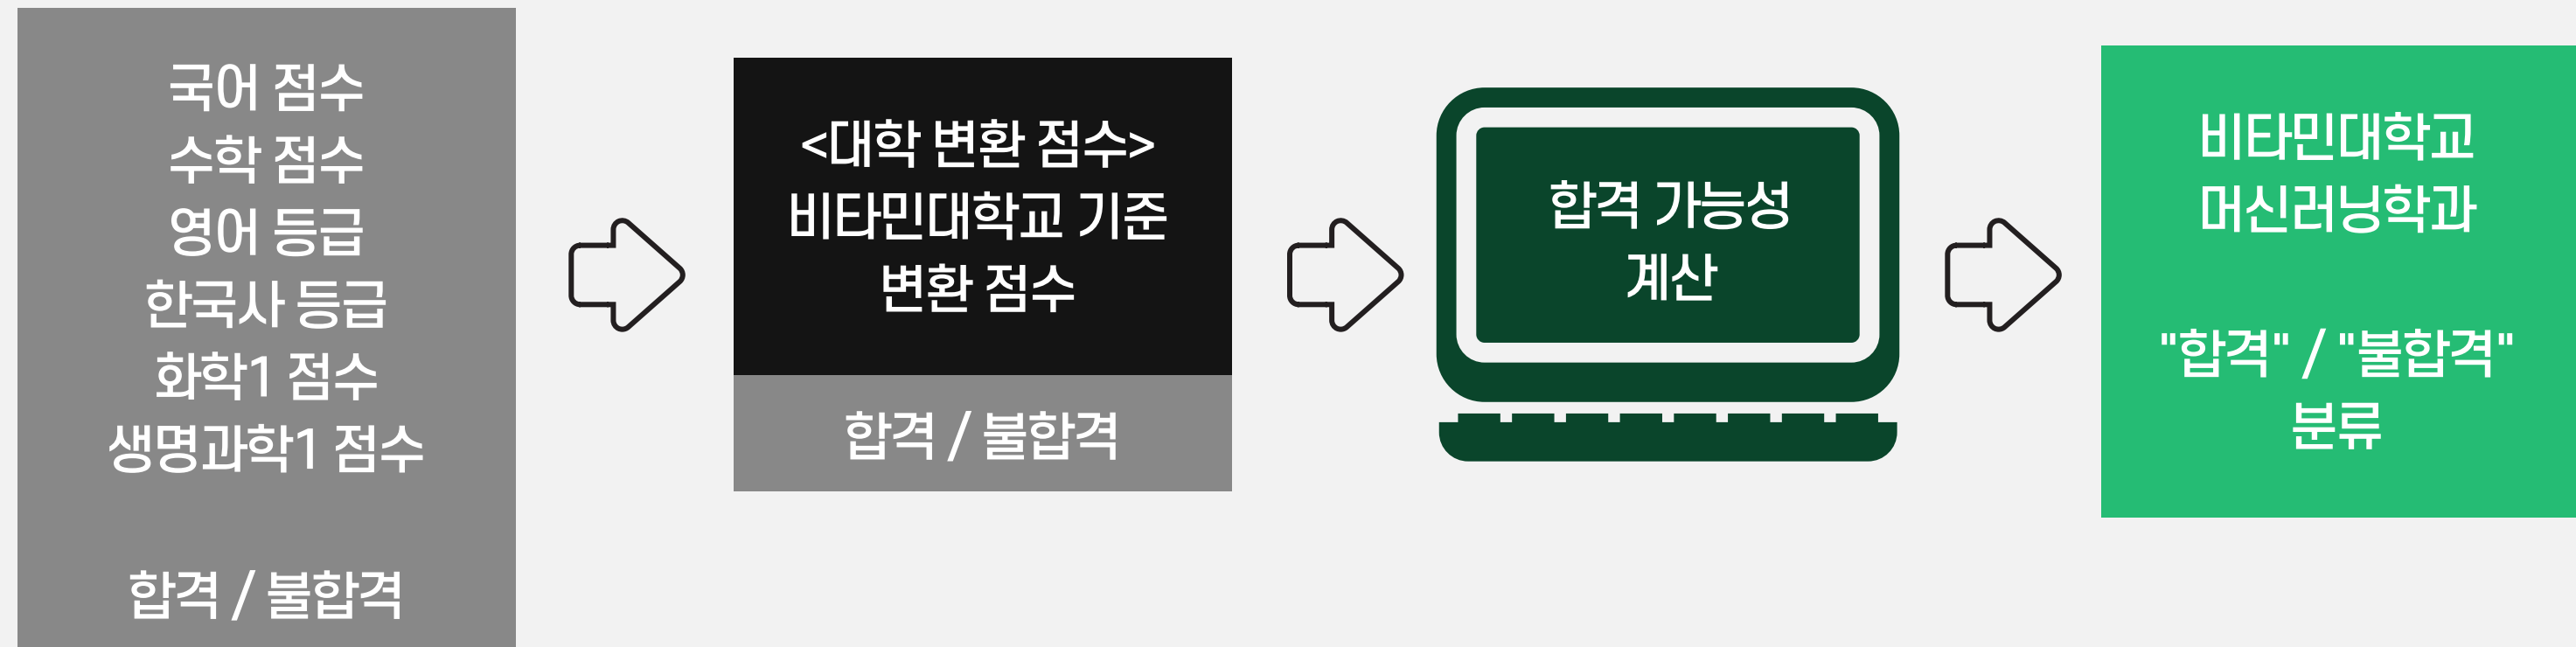 국어 점수
수학 점수
영어 등급
한국사 등급
화학1 점수
생명과학1 점수
합격 / 불합격
<대학 변환 점수>
비타민대학교 기준
변환 점수
합격 / 불합격
합격 가능성
계산
비타민대학교
머신러닝학과
"합격" / "불합격"
분류